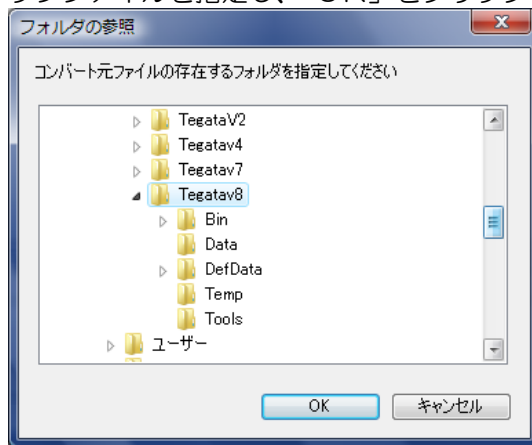 フォルダの参照
コンバート元ファイルの存在するフォルダを指定してください
TegataV2
Tegatav4
Tegatav7
Tegatav8
Bin
Data
DefData
Temp
Tools
ユーザー
OK
キャンセル